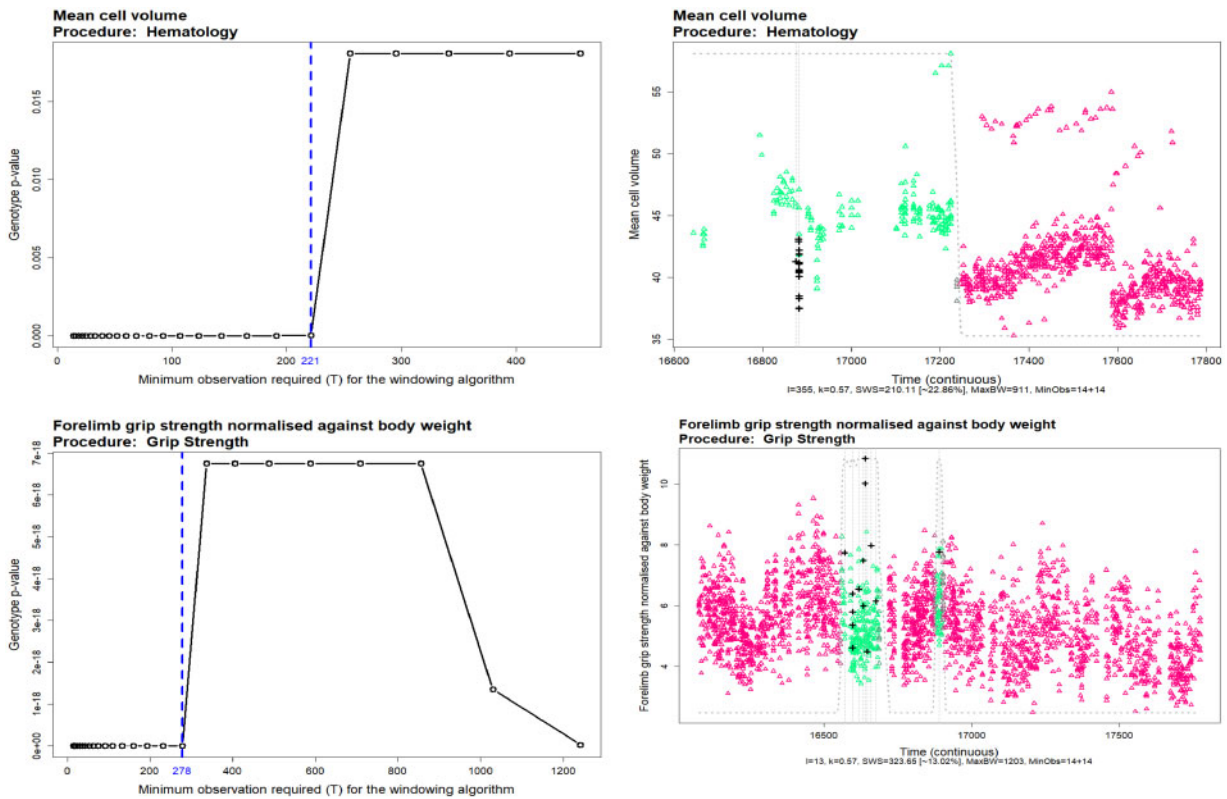 Mean cell volume
Procedure: Hematology
Genotype p-value
0.015
0.010
0.005
0.000
0
100
200
221
300
400
Minimum observation required (T) for the windowing algorithm
Mean cell volume
Procedure: Hematology
Mean cell volume
55
50
45
40
35
16600
16800
17000
17200
17400
17600
17800
Time (continuous)
l=355, k=0.57, SWS=210.11 [~22.86%], MaxBW=911, MinObs=14+14
Forelimb grip strength normalised against body weight
Procedure: Grip Strength
Genotype p-value
7e-18
6e-18
5e-18
4e-18
3e-18
2e-18
1e-18
0e+00
0
200
278
400
600
800
1000
1200
Minimum observation required (T) for the windowing algorithm
Forelimb grip strength normalised against body weight
Procedure: Grip Strength
Forelimb grip strength normalised against body weight
10
8
6
4
16500
17000
17500
Time (continuous)
l=13, k=0.57, SWS=323.65 [~13.02%], MaxBW=1203, MinObs=14+14